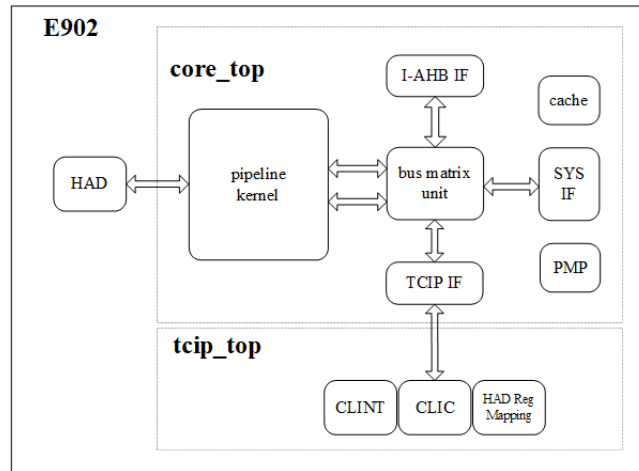 E902
core_top
I-AHB IF
cache
HAD
pipeline
kernel
bus matrix
unit
SYS
IF
TCIP IF
PMP
tcip_top
CLINT
CLIC
HAD Reg
Mapping